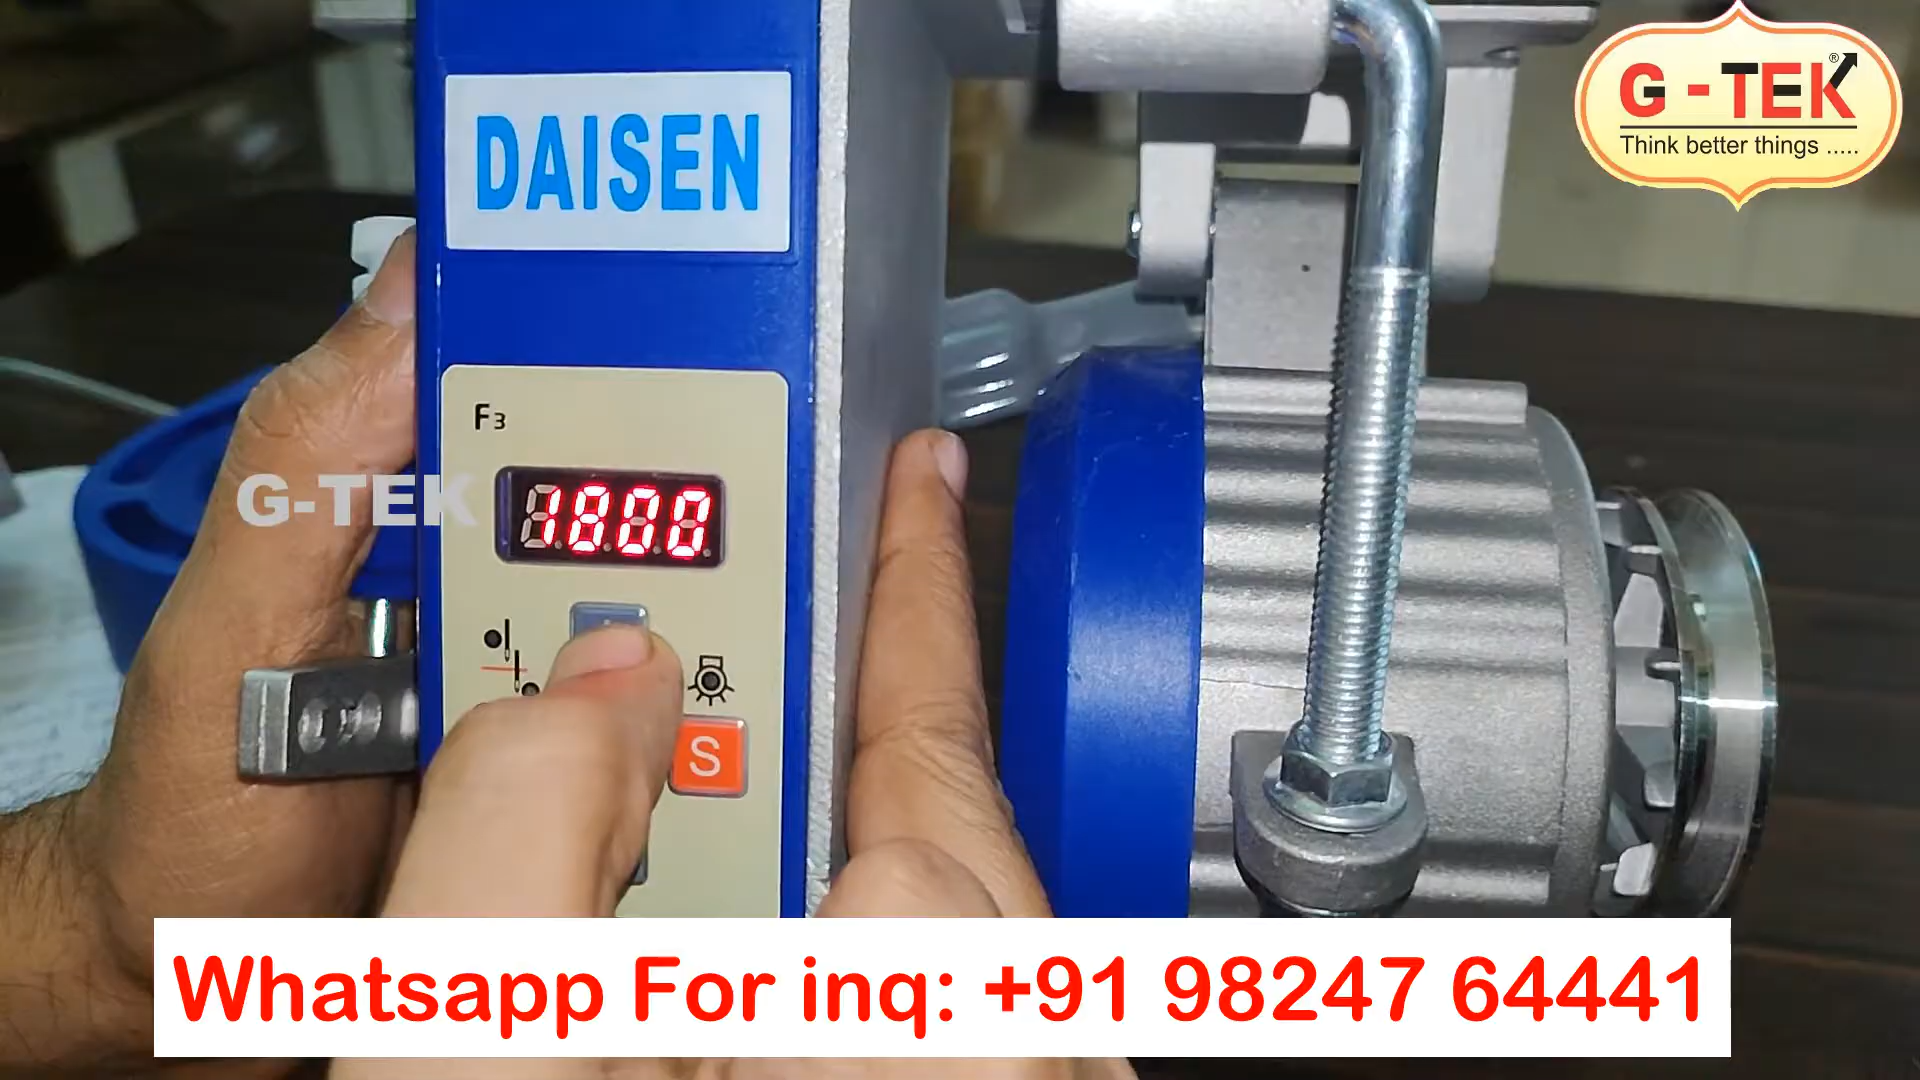 G-TEK®
Think better things .....
DAISEN
F3
G-TEK
1800
S
Whatsapp For inq: +91 98247 64441